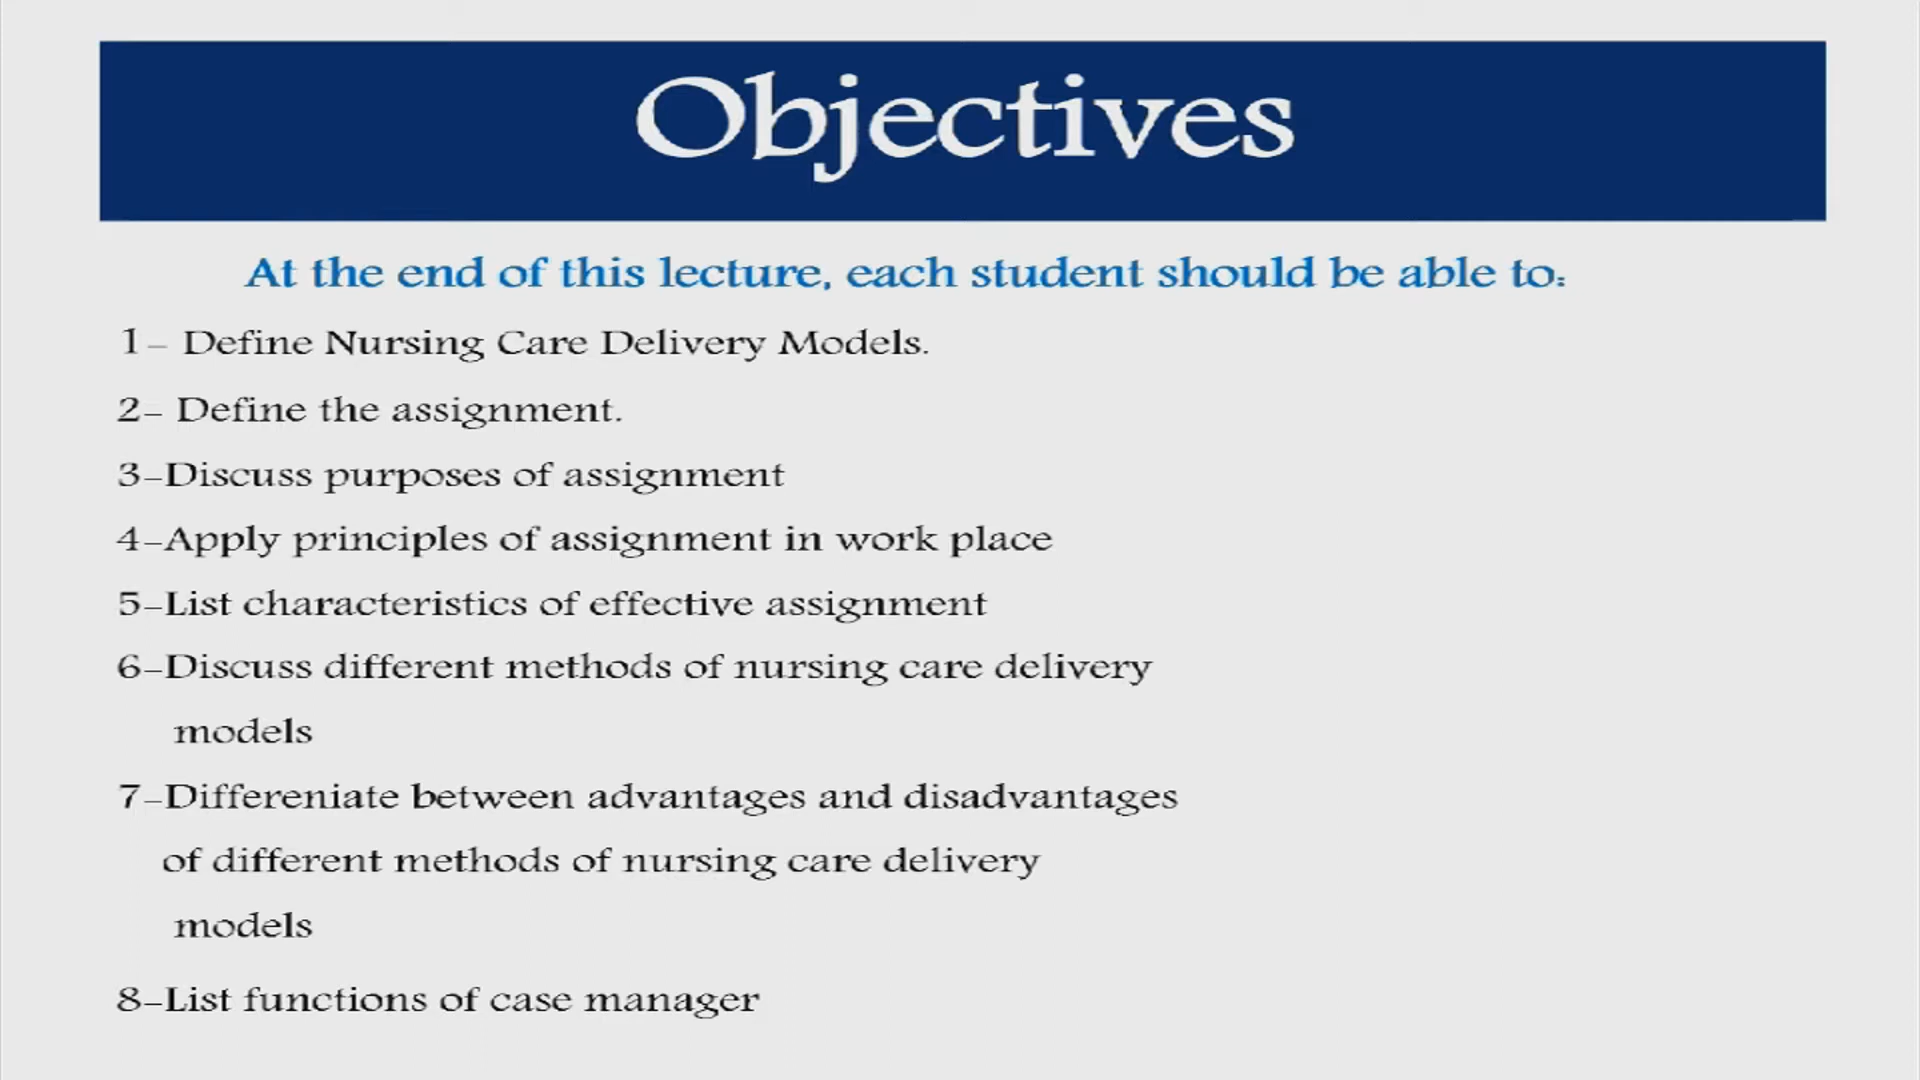 Objectives
At the end of this lecture, each student should be able to:
1- Define Nursing Care Delivery Models.
2- Define the assignment.
3-Discuss purposes of assignment
4-Apply principles of assignment in work place
5-List characteristics of effective assignment
6-Discuss different methods of nursing care delivery
models
7-Differeniate between advantages and disadvantages
of different methods of nursing care delivery
models
8-List functions of case manager